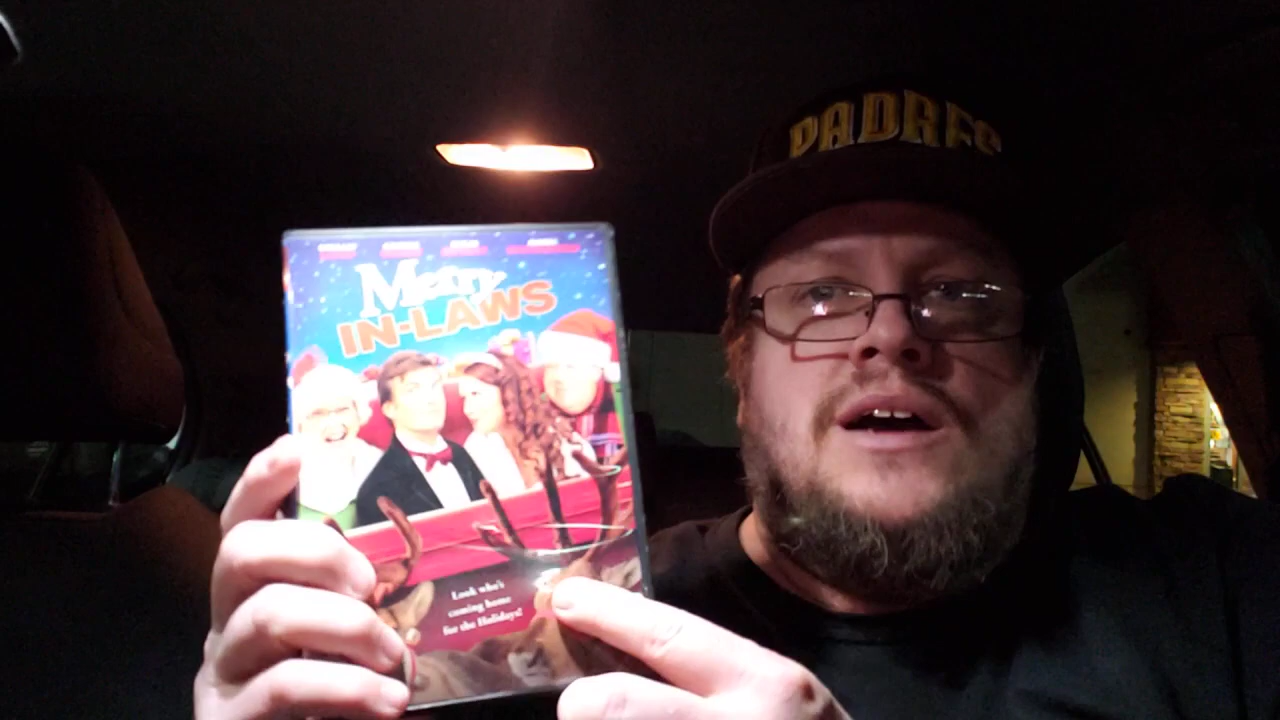 PADRES
Merry
IN-LAWS
Look who's
coming home
for the Holidays!